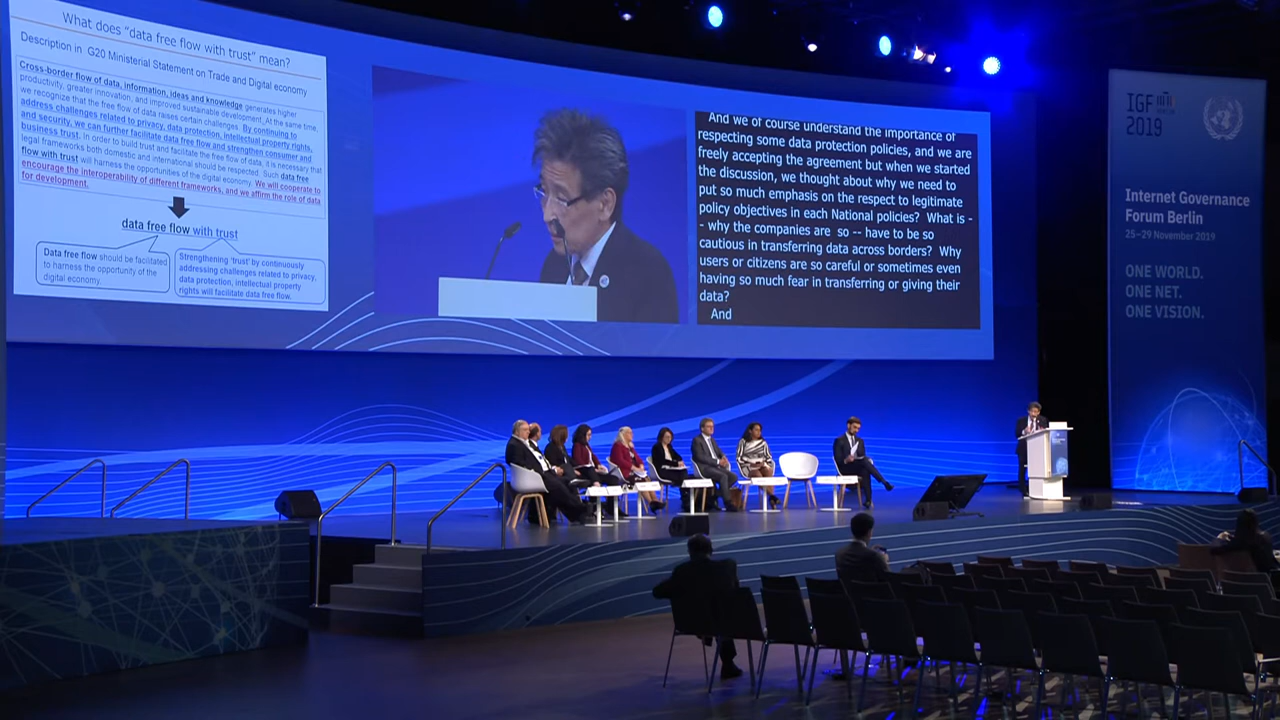 What does "data free flow with trust" mean?
Description in G20 Ministerial Statement on Trade and Digital economy
Cross-border flow of data, information, ideas and knowledge generates higher
productivity, greater innovation, and improved sustainable development. At the same time,
we recognize that the free flow of data raises certain challenges. By continuing to
address challenges related to privacy, data protection, intellectual property rights,
and security, we can further facilitate data free flow and strengthen consumer and
business trust. In order to build trust and facilitate the free flow of data, it is necessary that
legal frameworks both domestic and international should be respected. Such data free
flow with trust will harness the opportunities of the digital economy. We will cooperate to
encourage the interoperability of different frameworks, and we affirm the role of data
for development.
data free flow with trust
Data free flow should be facilitated
to harness the opportunity of the
digital economy.
Strengthening 'trust' by continuously
addressing challenges related to privacy,
data protection, intellectual property
rights will facilitate data free flow.
And we of course understand the importance of
respecting some data protection policies, and we are
freely accepting the agreement but when we started
the discussion, we thought about why we need to
put so much emphasis on the respect to legitimate
policy objectives in each National policies? What is -
- why the companies are so -- have to be so
cautious in transferring data across borders? Why
users or citizens are so careful or sometimes even
having so much fear in transferring or giving their
data?
And
IGF
2019
Internet Governance
Forum Berlin
25–29 November 2019
ONE WORLD.
ONE NET.
ONE VISION.